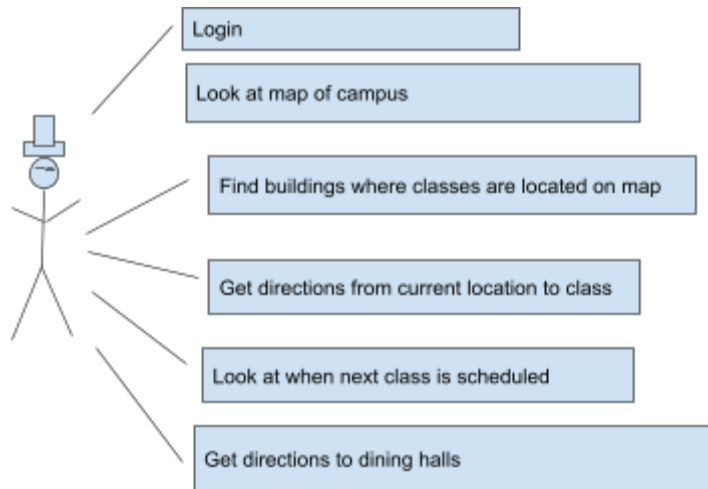 Login
Look at map of campus
Find buildings where classes are located on map
Get directions from current location to class
Look at when next class is scheduled
Get directions to dining halls